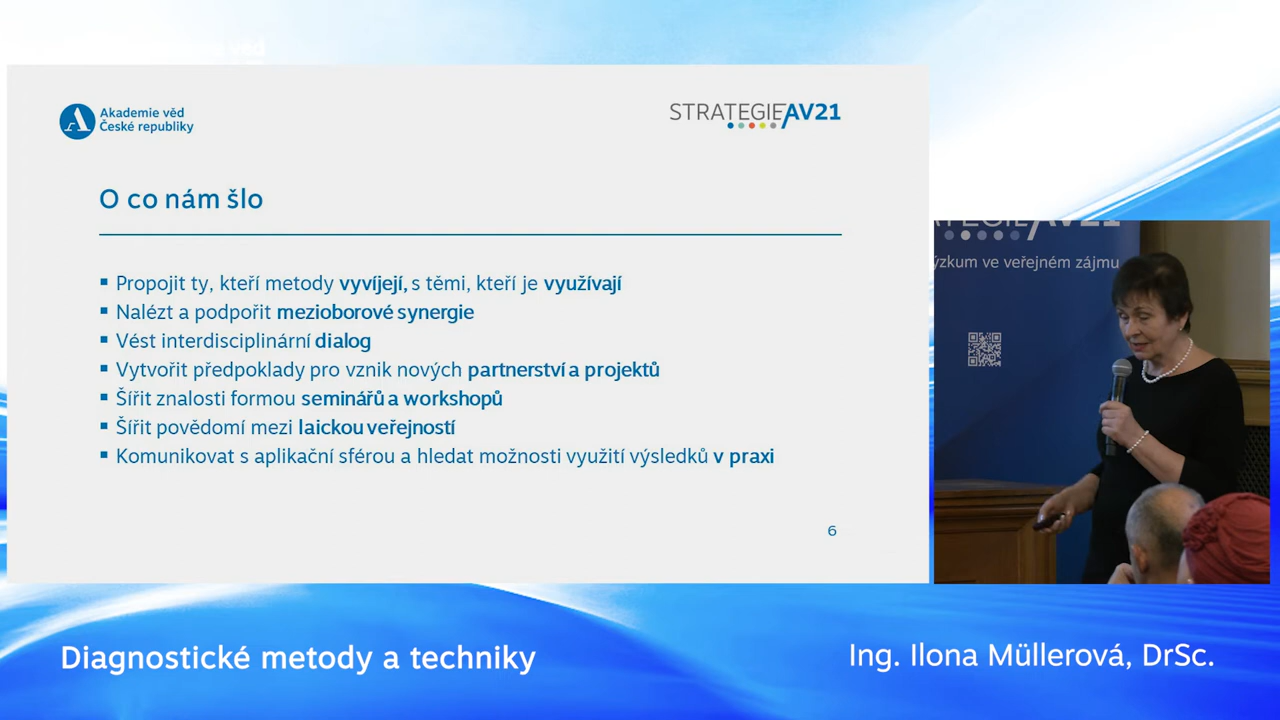 Akademie věd
České republiky
STRATEGIE AV21
O co nám šlo
Propojit ty, kteří metody vyvíjejí, s těmi, kteří je využívají
Nalézt a podpořit mezioborové synergie
Vést interdisciplinární dialog
Vytvořit předpoklady pro vznik nových partnerství a projektů
Šířit znalosti formou seminářů a workshopů
Šířit povědomí mezi laickou veřejností
Komunikovat s aplikační sférou a hledat možnosti využití výsledků v praxi
6
AV21
ve veřejném zájmu
Diagnostické metody a techniky
Ing. Ilona Müllerová, DrSc.